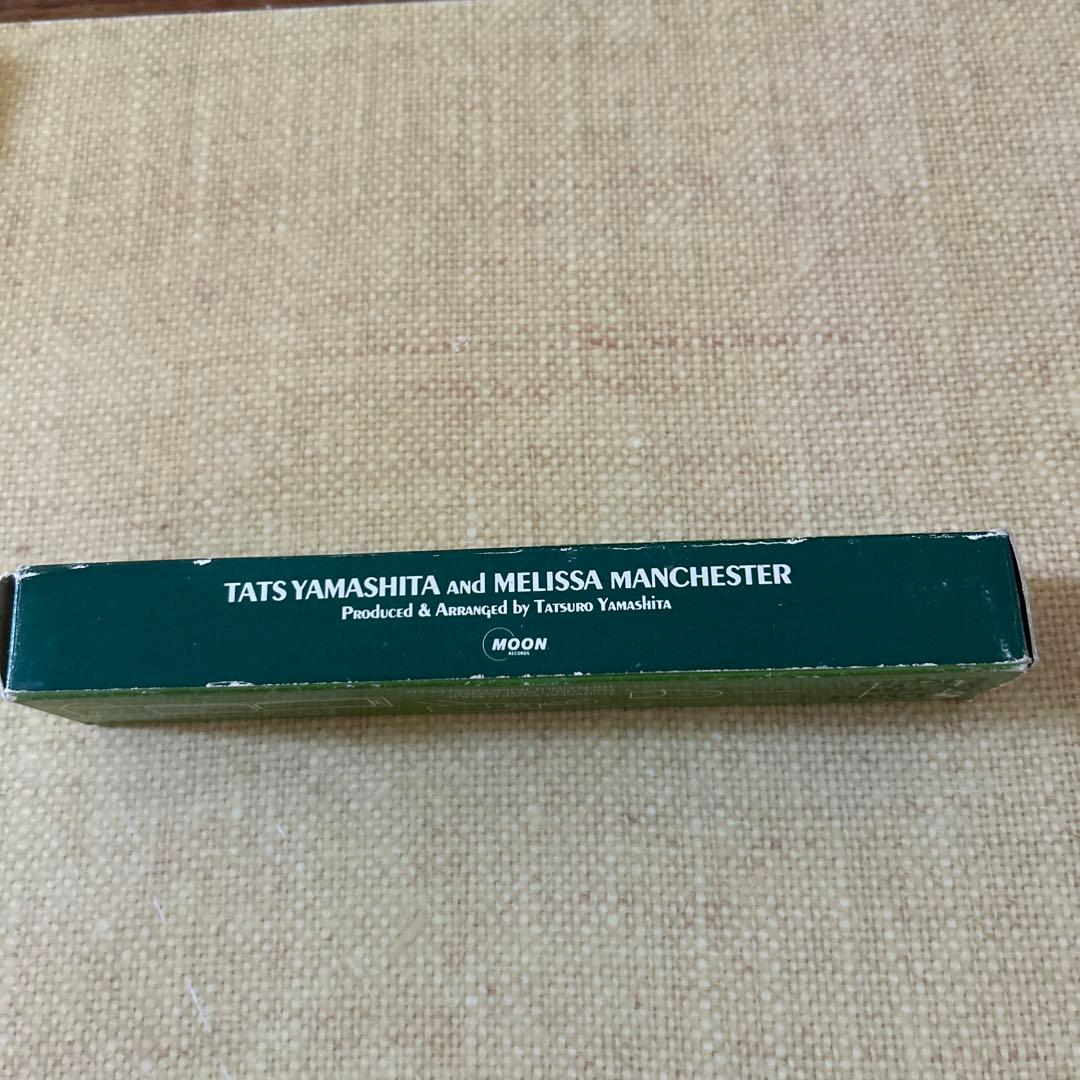 TATS YAMASHITA and MELISSA MANCHESTER
Produced & Arranged by Tatsuro Yamashita
MOON
RECORDS